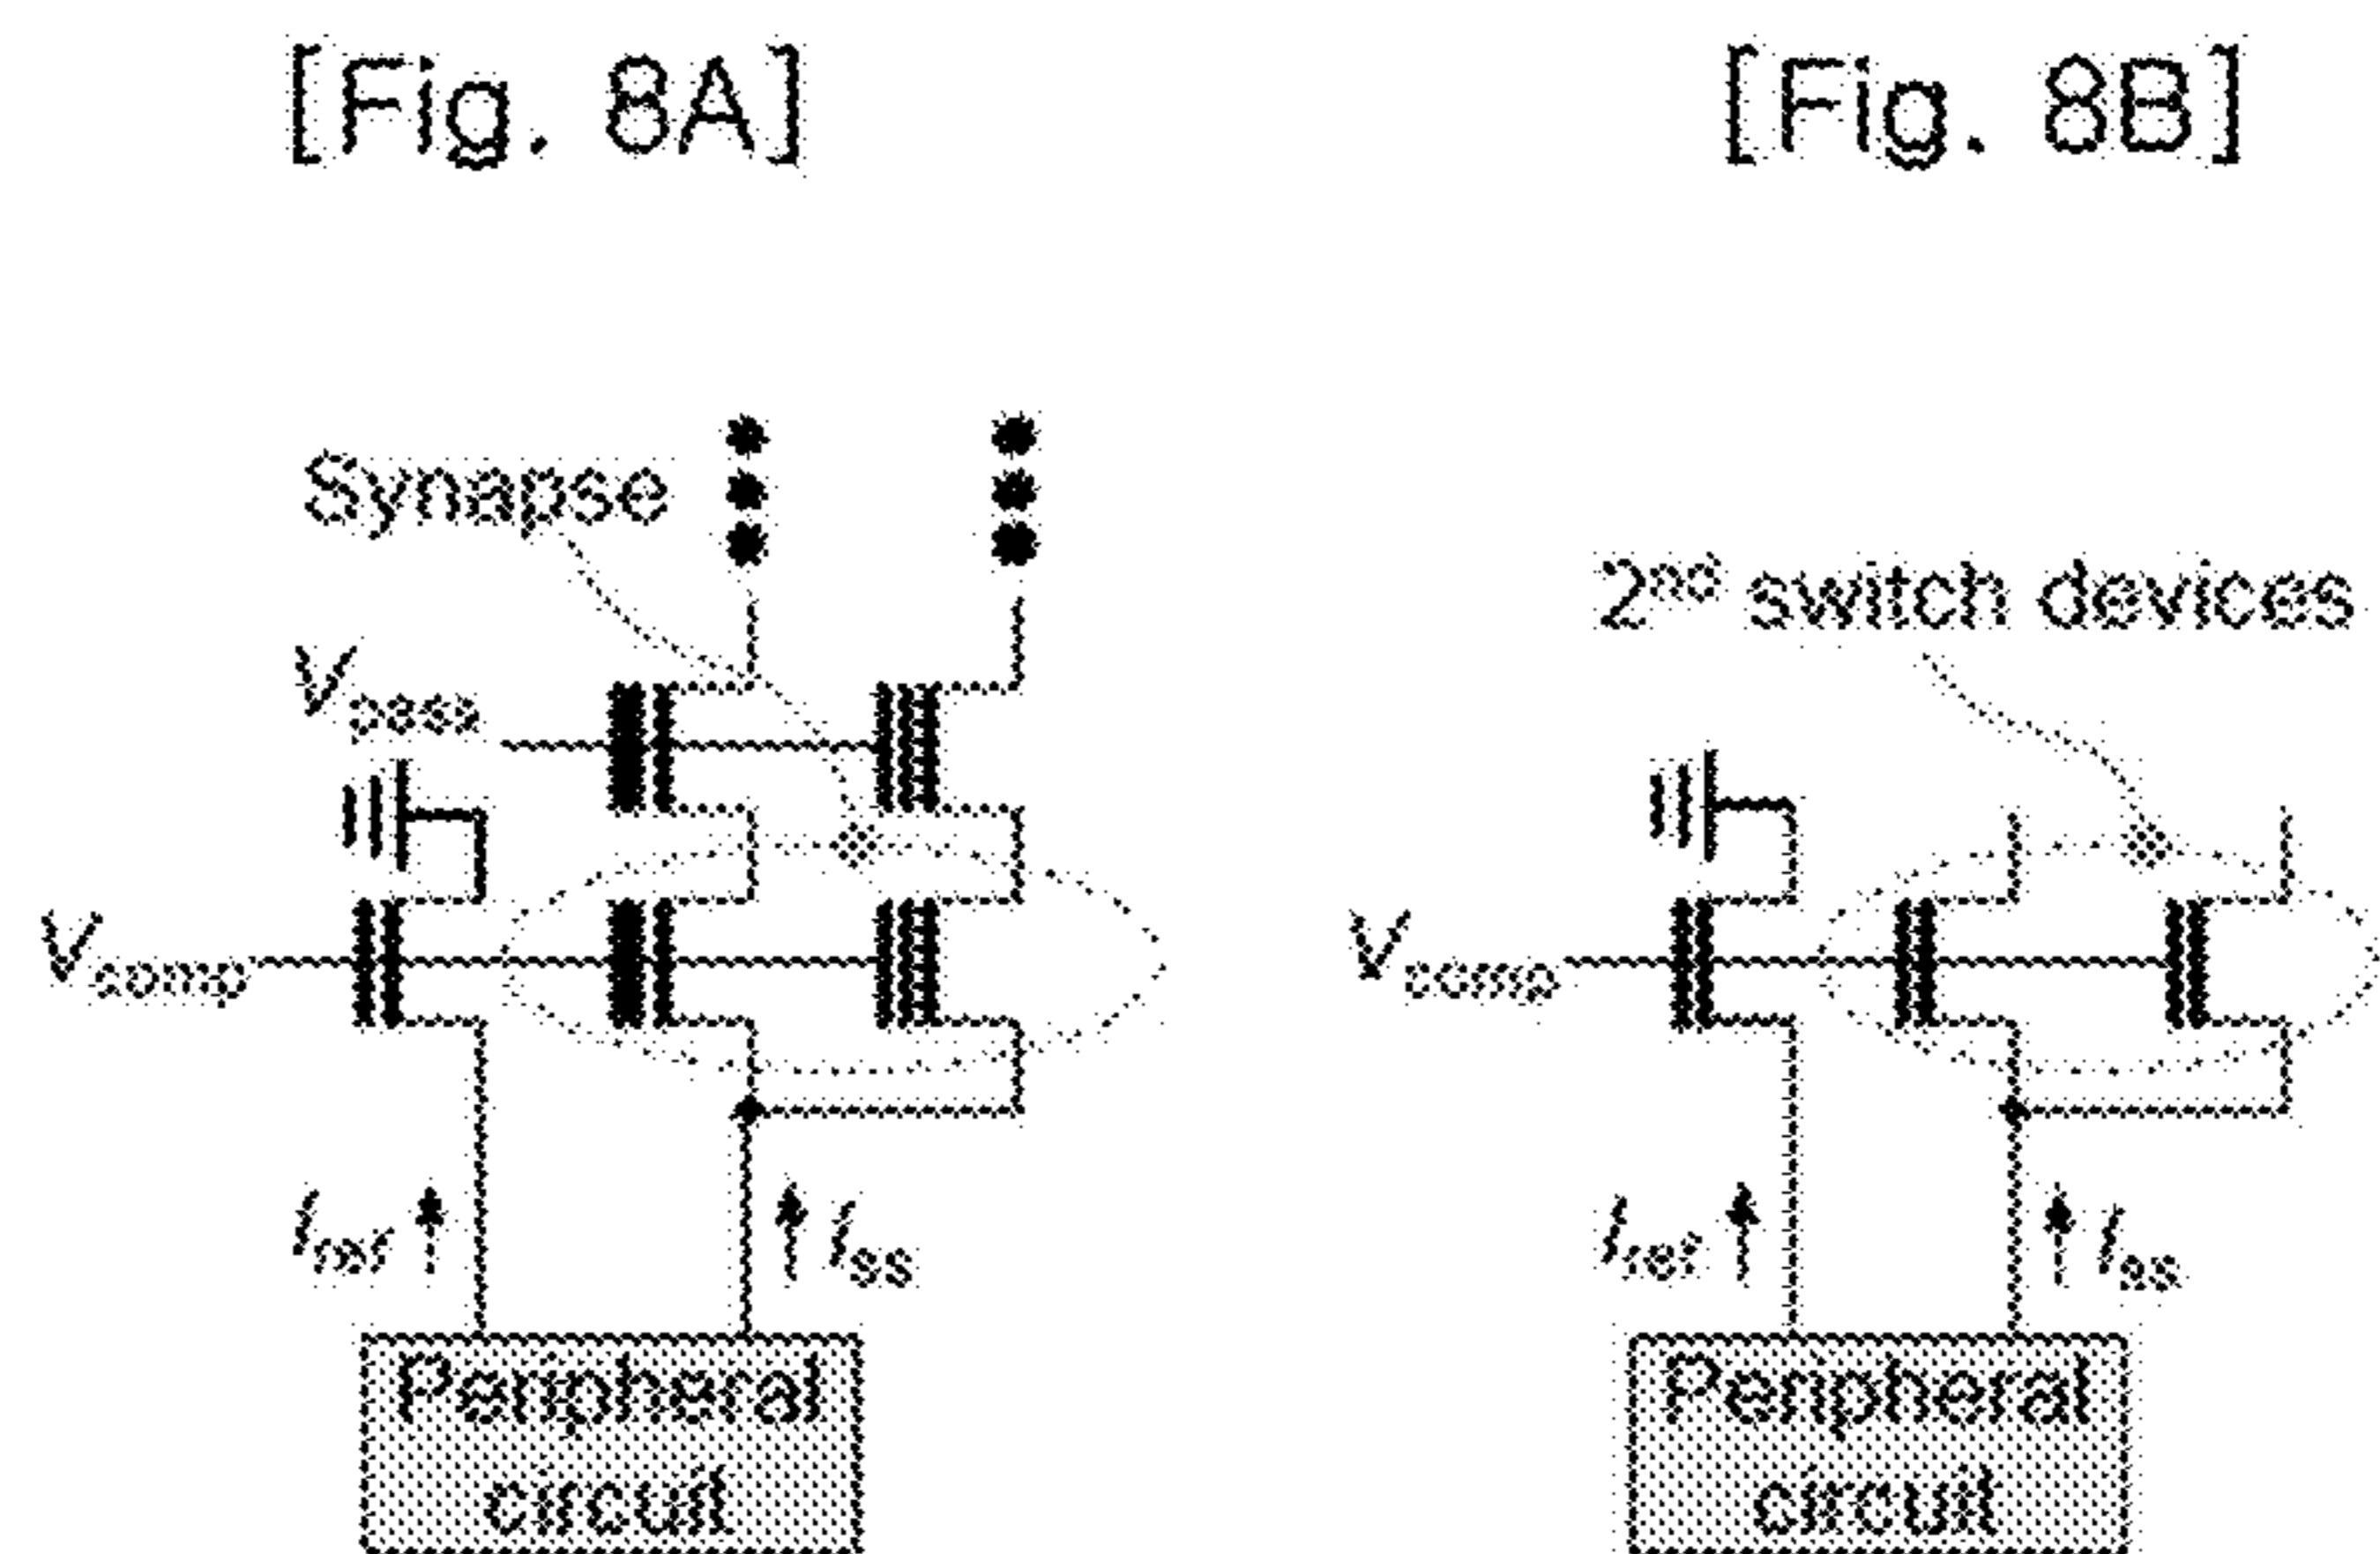 [Fig. 8A]
[Fig. 8B]
Synapse
2nd switch devices
Vpass
Vcomp
Vcomp
Iref
Iss
Iref
Iss
Peripheral
circuit
Peripheral
circuit